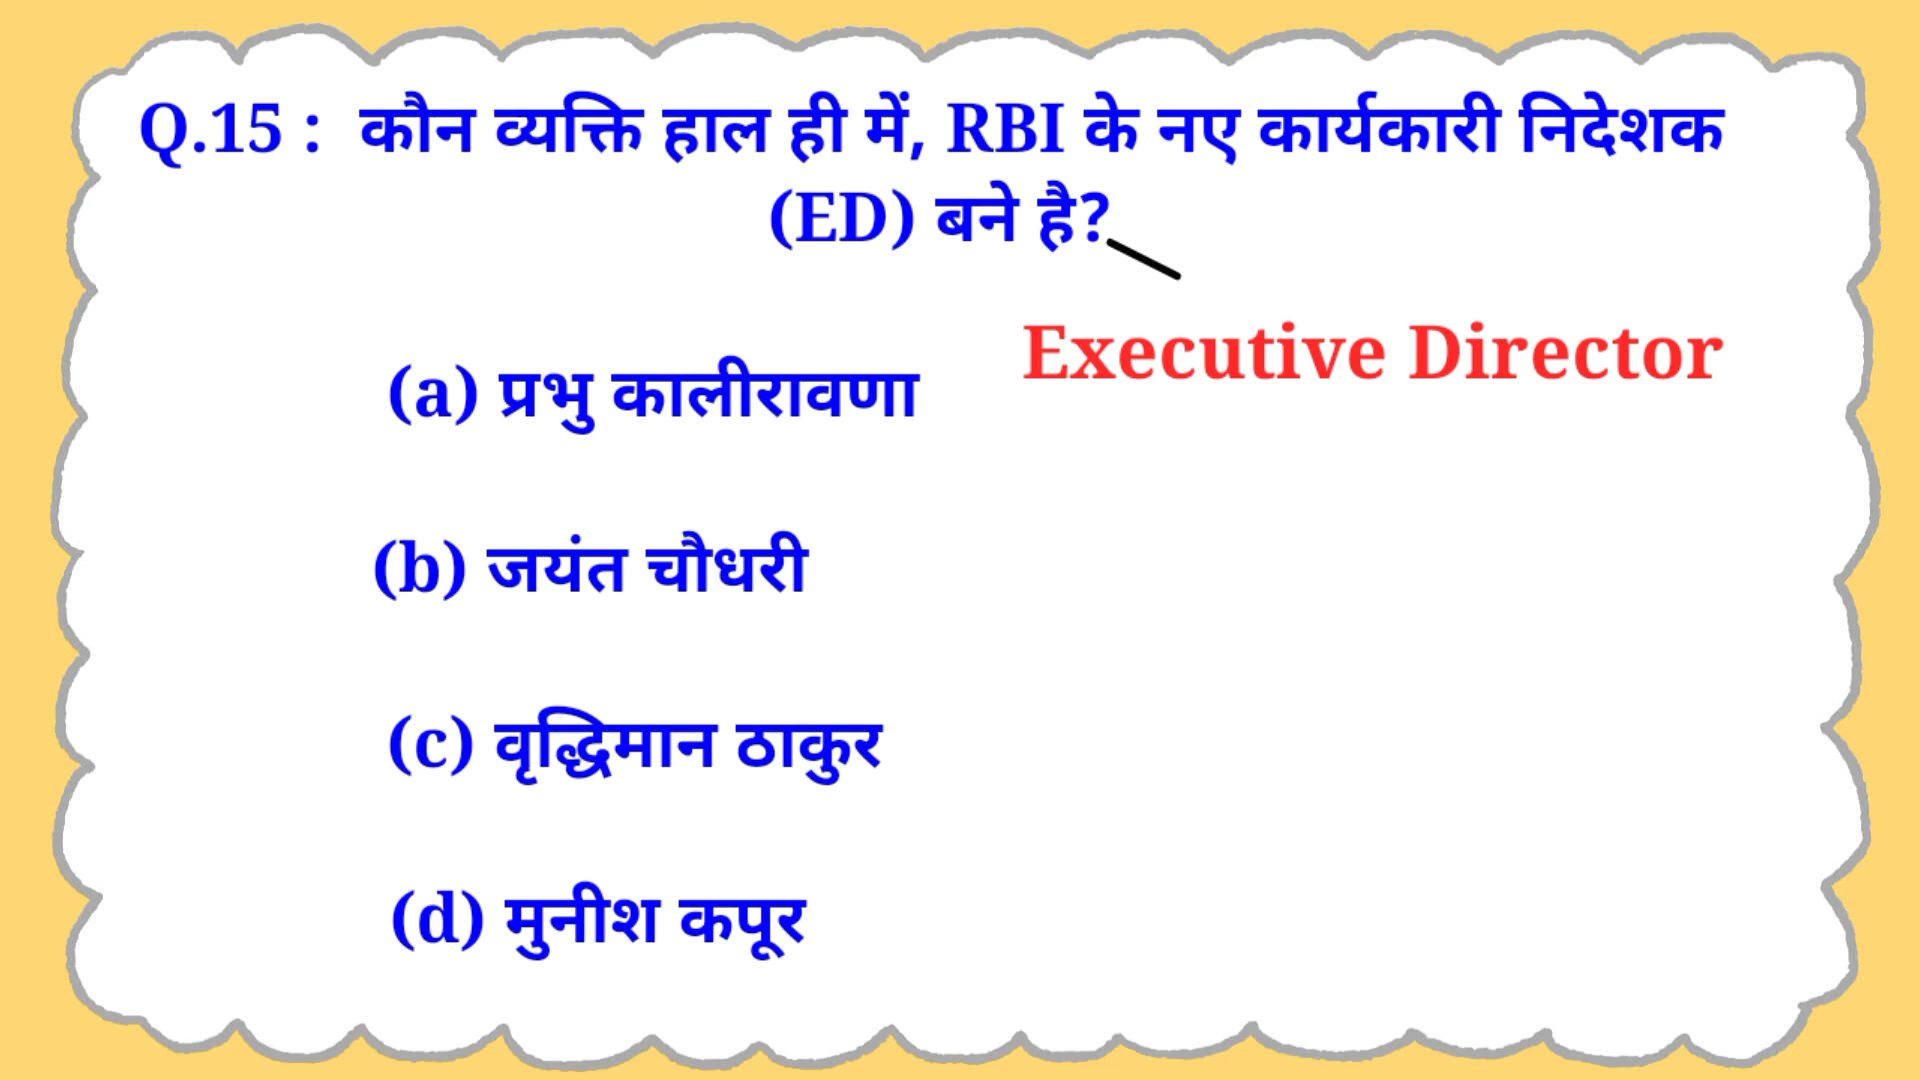 Q.15 : कौन व्यक्ति हाल ही में, RBI के नए कार्यकारी निदेशक
(ED) बने है?
Executive Director
(a) प्रभु कालीरावणा
(b) जयंत चौधरी
(c) वृद्धिमान ठाकुर
(d) मुनीश कपूर